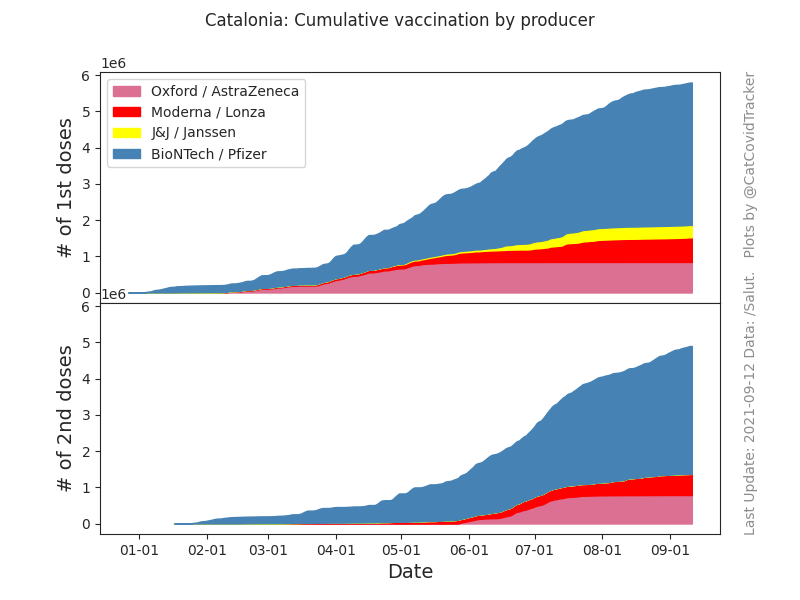 Catalonia: Cumulative vaccination by producer
1e6
6
5
4
3
2
1
0
# of 1st doses
Oxford / AstraZeneca
Moderna / Lonza
J&J / Janssen
BioNTech / Pfizer
1e6
6
5
4
3
2
1
0
# of 2nd doses
01-01 02-01 03-01 04-01 05-01 06-01 07-01 08-01 09-01
Date
Last Update: 2021-09-12 Data: /Salut. Plots by @CatCovidTracker